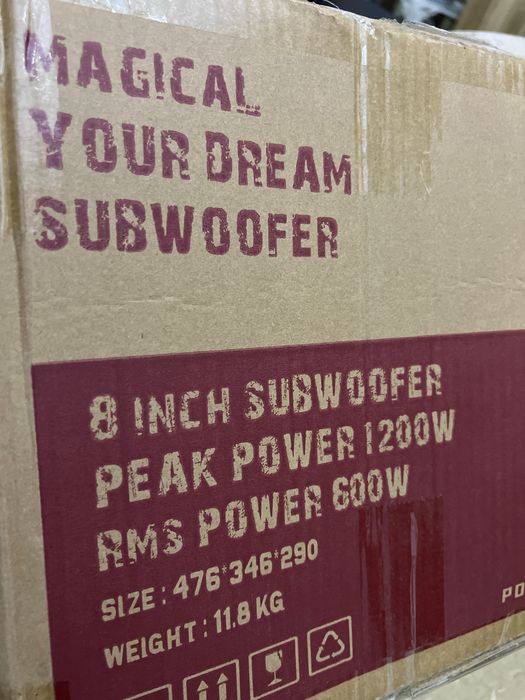 MAGICAL
YOUR DREAM
SUBWOOFER
8 INCH SUBWOOFER
PEAK POWER 1200W
RMS POWER 600W
SIZE : 476*346*290
WEIGHT : 11.8 KG
PO